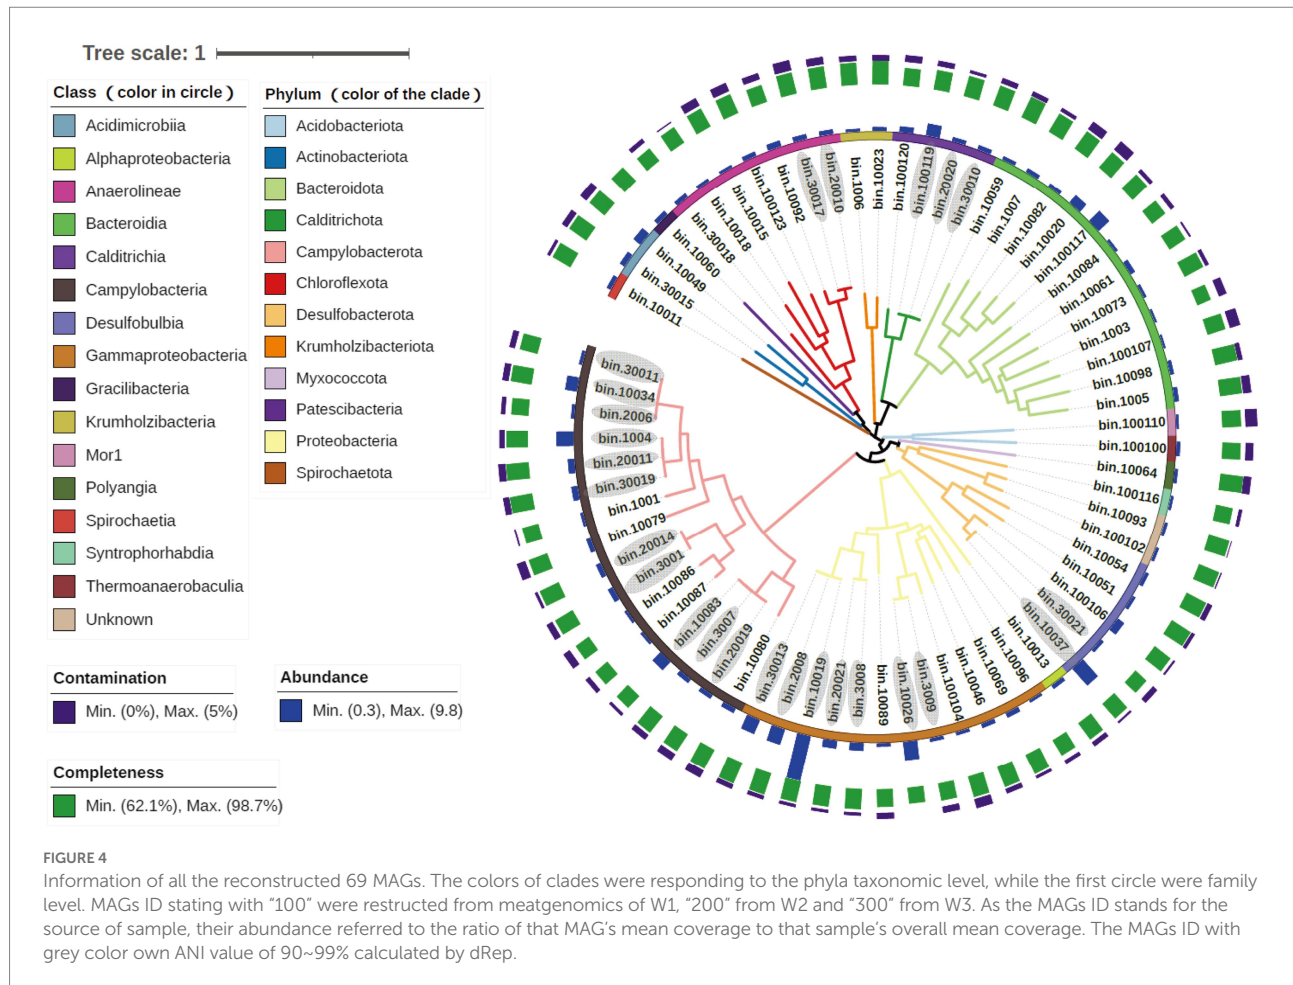 Tree scale: 1
Class ( color in circle )
Acidimicrobiia
Alphaproteobacteria
Anaerolineae
Bacteroidia
Calditrichia
Campylobacteria
Desulfobulbia
Gammaproteobacteria
Gracilibacteria
Krumholzibacteria
Mor1
Polyangia
Spirochaetia
Syntrophorhabdia
Thermoanaerobaculia
Unknown
Phylum ( color of the clade )
Acidobacteriota
Actinobacteriota
Bacteroidota
Calditrichota
Campylobacterota
Chloroflexota
Desulfobacterota
Krumholzibacteriota
Myxococcota
Patescibacteria
Proteobacteria
Spirochaetota
Contamination
Min. (0%), Max. (5%)
Abundance
Min. (0.3), Max. (9.8)
Completeness
Min. (62.1%), Max. (98.7%)
bin.10011
bin.30015
bin.10049
bin.10060
bin.30018
bin.10018
bin.10015
bin.100123
bin.10092
bin.30017
bin.20010
bin.1006
bin.10023
bin.100120
bin.100119
bin.20020
bin.30010
bin.10059
bin.1007
bin.10082
bin.10020
bin.100117
bin.10084
bin.10061
bin.10073
bin.1003
bin.100107
bin.10098
bin.1005
bin.100110
bin.100100
bin.10064
bin.100116
bin.10093
bin.100102
bin.10054
bin.10051
bin.100106
bin.30021
bin.10037
bin.10013
bin.10096
bin.10069
bin.10046
bin.100104
bin.3009
bin.10026
bin.10089
bin.3008
bin.20021
bin.10019
bin.2008
bin.30013
bin.10080
bin.20019
bin.3007
bin.10083
bin.10087
bin.10086
bin.3001
bin.20014
bin.10079
bin.1001
bin.30019
bin.20011
bin.1004
bin.2006
bin.10034
bin.30011
FIGURE 4
Information of all the reconstructed 69 MAGs. The colors of clades were responding to the phyla taxonomic level, while the first circle were family
level. MAGs ID stating with “100” were restructed from meatgenomics of W1, “200” from W2 and “300” from W3. As the MAGs ID stands for the
source of sample, their abundance referred to the ratio of that MAG’s mean coverage to that sample’s overall mean coverage. The MAGs ID with
grey color own ANI value of 90~99% calculated by dRep.